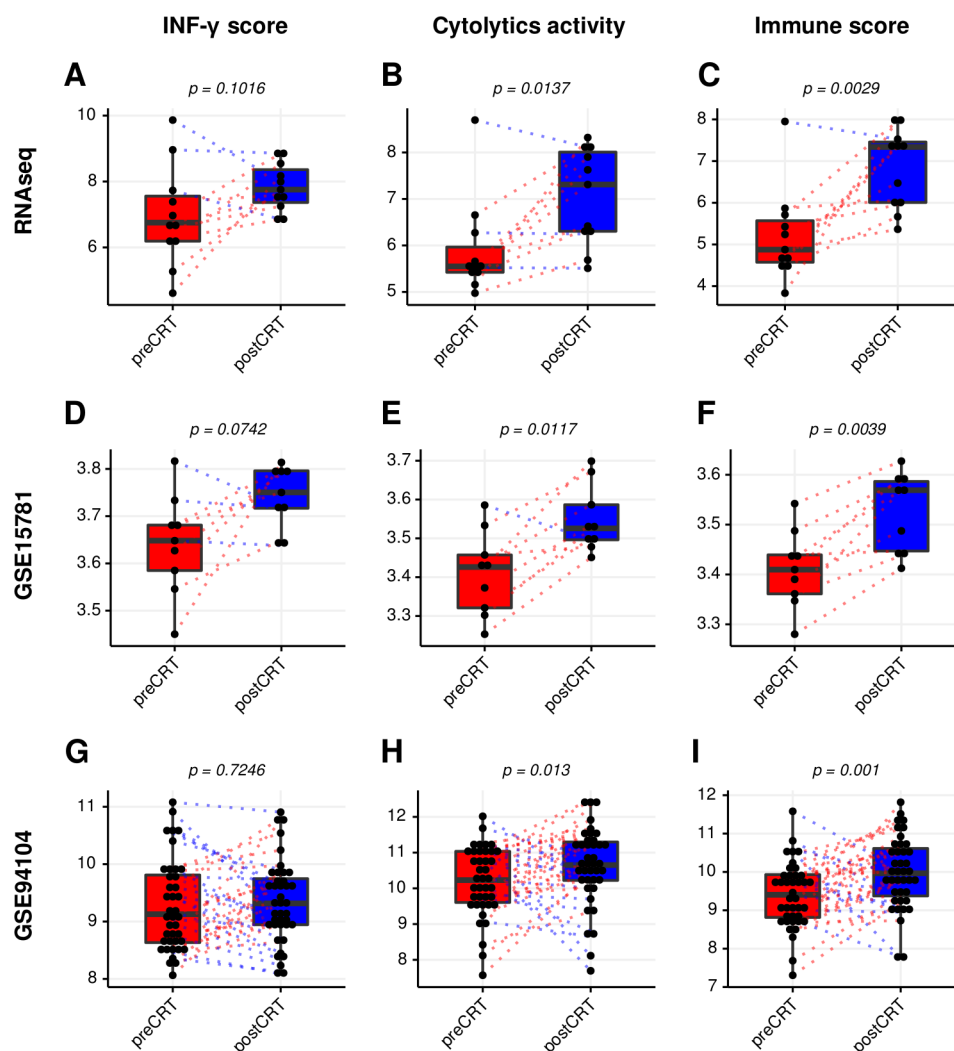 INF-γ score
Cytolytics activity
Immune score
RNAseq
A
p = 0.1016
10
8
6
preCRT
postCRT
B
p = 0.0137
8
7
6
5
preCRT
postCRT
C
p = 0.0029
8
7
6
5
4
preCRT
postCRT
GSE15781
D
p = 0.0742
3.8
3.7
3.6
3.5
preCRT
postCRT
E
p = 0.0117
3.7
3.6
3.5
3.4
3.3
preCRT
postCRT
F
p = 0.0039
3.6
3.5
3.4
3.3
preCRT
postCRT
GSE94104
G
p = 0.7246
11
10
9
8
preCRT
postCRT
H
p = 0.013
12
11
10
9
8
preCRT
postCRT
I
p = 0.001
12
11
10
9
8
7
preCRT
postCRT